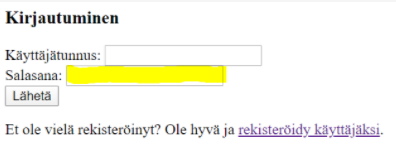 Kirjautuminen
Käyttäjätunnus:
Salasana:
Lähetä
Et ole vielä rekisteröinyt? Ole hyvä ja rekisteröidy käyttäjäksi.